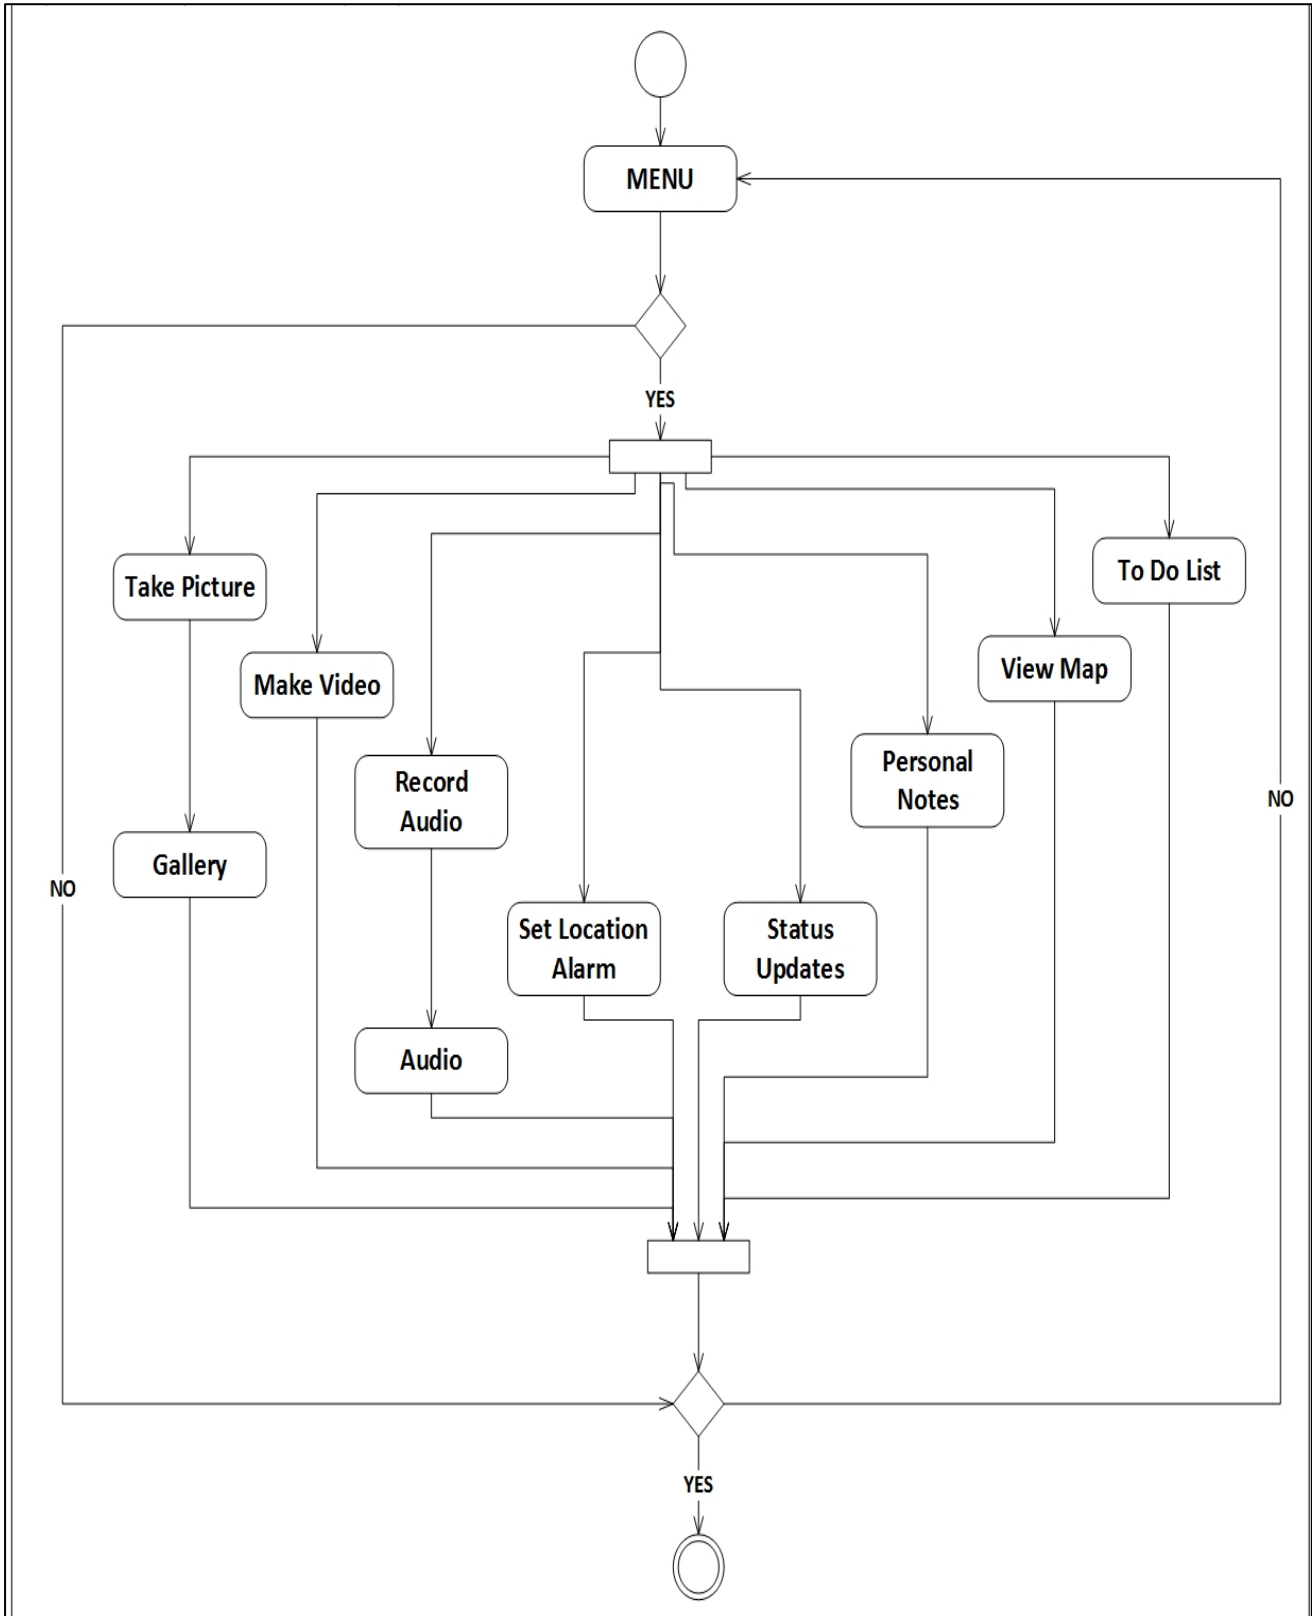 MENU
YES
Take Picture
To Do List
Make Video
View Map
Record
Audio
Personal
Notes
NO
Gallery
NO
Set Location
Alarm
Status
Updates
Audio
YES